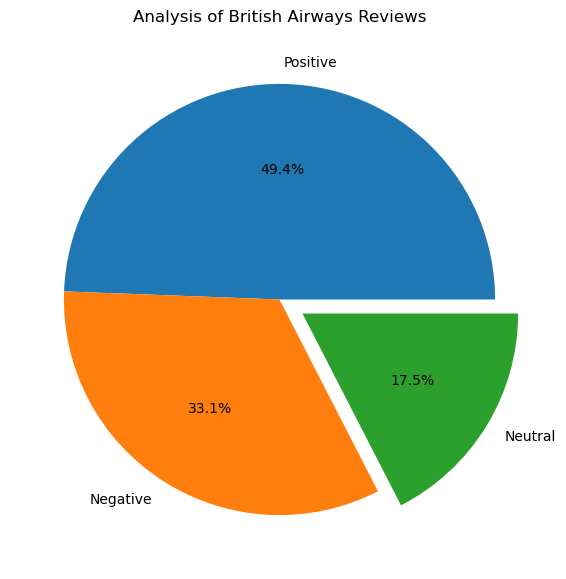 Analysis of British Airways Reviews
Positive
49.4%
17.5%
33.1%
Neutral
Negative